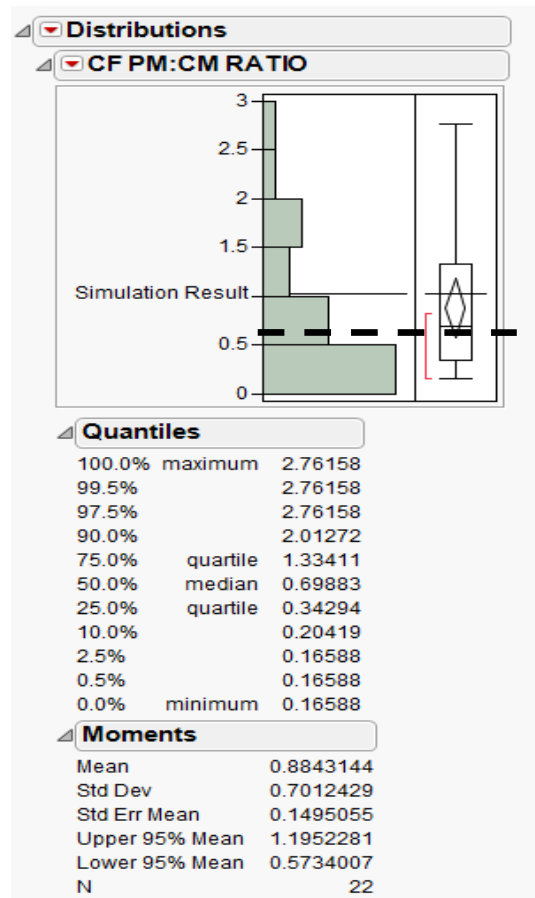 Distributions
CF PM:CM RATIO
3
2.5
2
1.5
Simulation Result
0.5
0
Quantiles
100.0% maximum 2.76158
99.5% 2.76158
97.5% 2.76158
90.0% 2.01272
75.0% quartile 1.33411
50.0% median 0.69883
25.0% quartile 0.34294
10.0% 0.20419
2.5% 0.16588
0.5% 0.16588
0.0% minimum 0.16588
Moments
Mean 0.8843144
Std Dev 0.7012429
Std Err Mean 0.1495055
Upper 95% Mean 1.1952281
Lower 95% Mean 0.5734007
N 22